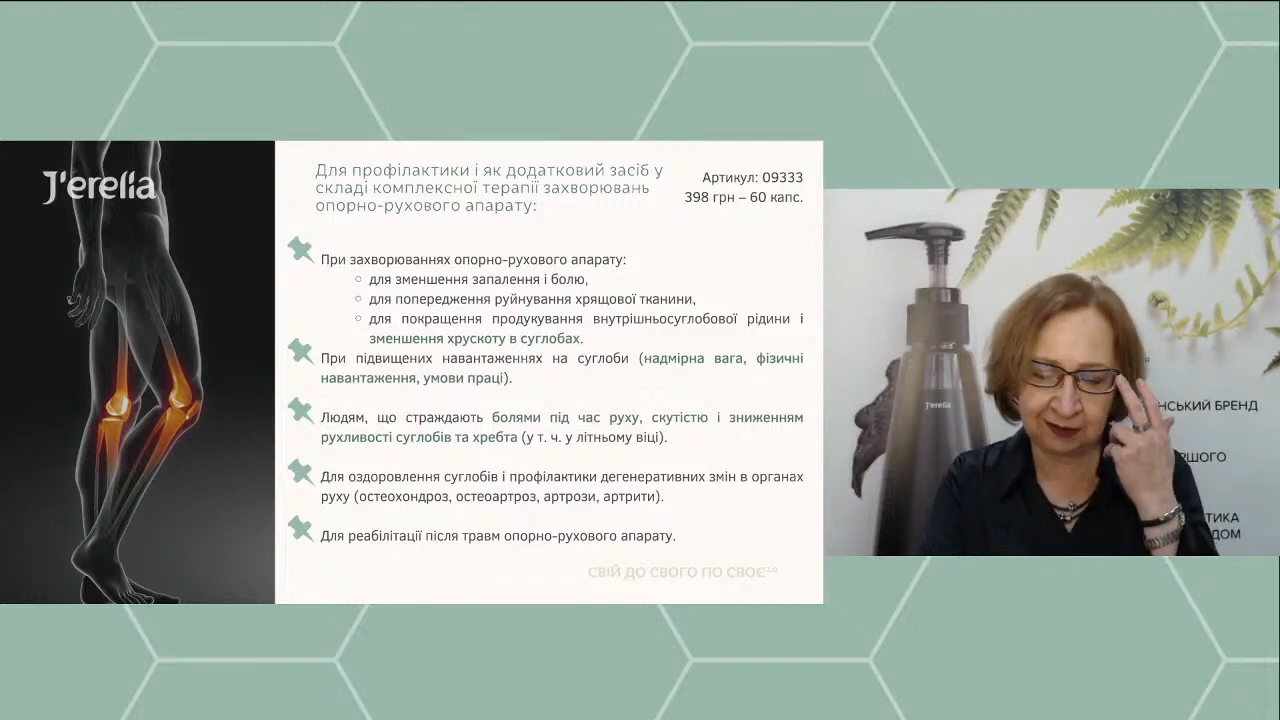 J'erelia
Для профілактики і як додатковий засіб у
складі комплексної терапії захворювань
опорно-рухового апарату:
Артикул: 09333
398 грн – 60 капс.
При захворюваннях опорно-рухового апарату:
для зменшення запалення і болю,
для попередження руйнування хрящової тканини,
для покращення продукування внутрішньосуглобової рідини і
зменшення хрускоту в суглобах.
При підвищених навантаженнях на суглоби (надмірна вага, фізичні
навантаження, умови праці).
Людям, що страждають болями під час руху, скутістю і зниженням
рухливості суглобів та хребта (у т. ч. у літньому віці).
Для оздоровлення суглобів і профілактики дегенеративних змін в органах
руху (остеохондроз, остеоартроз, артрози, артрити).
Для реабілітації після травм опорно-рухового апарату.
СВІЙ ДО СВОГО ПО СВОЄ
J'erelia
НСЬКИЙ БРЕНД
РШОГО
ТИКА
ДОМ